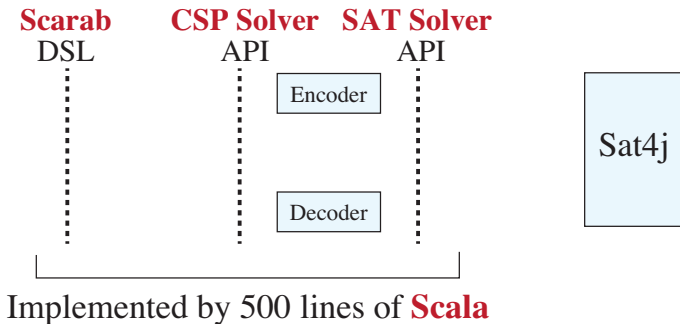 Scarab CSP Solver SAT Solver
DSL API API
Encoder
Sat4j
Decoder
Implemented by 500 lines of Scala